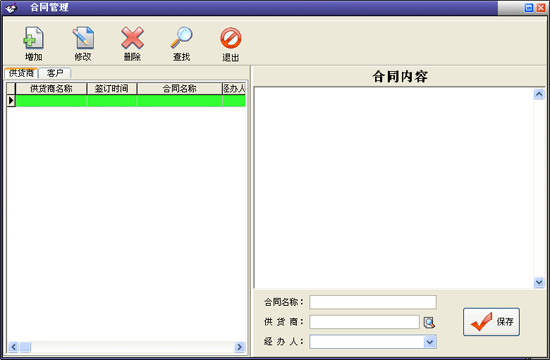 合同管理
增加 修改 删除 查找 退出
供货商 客户
供货商名称 签订时间 合同名称 经办人
合同内容
合同名称：
供 货 商：
经 办 人：
保存